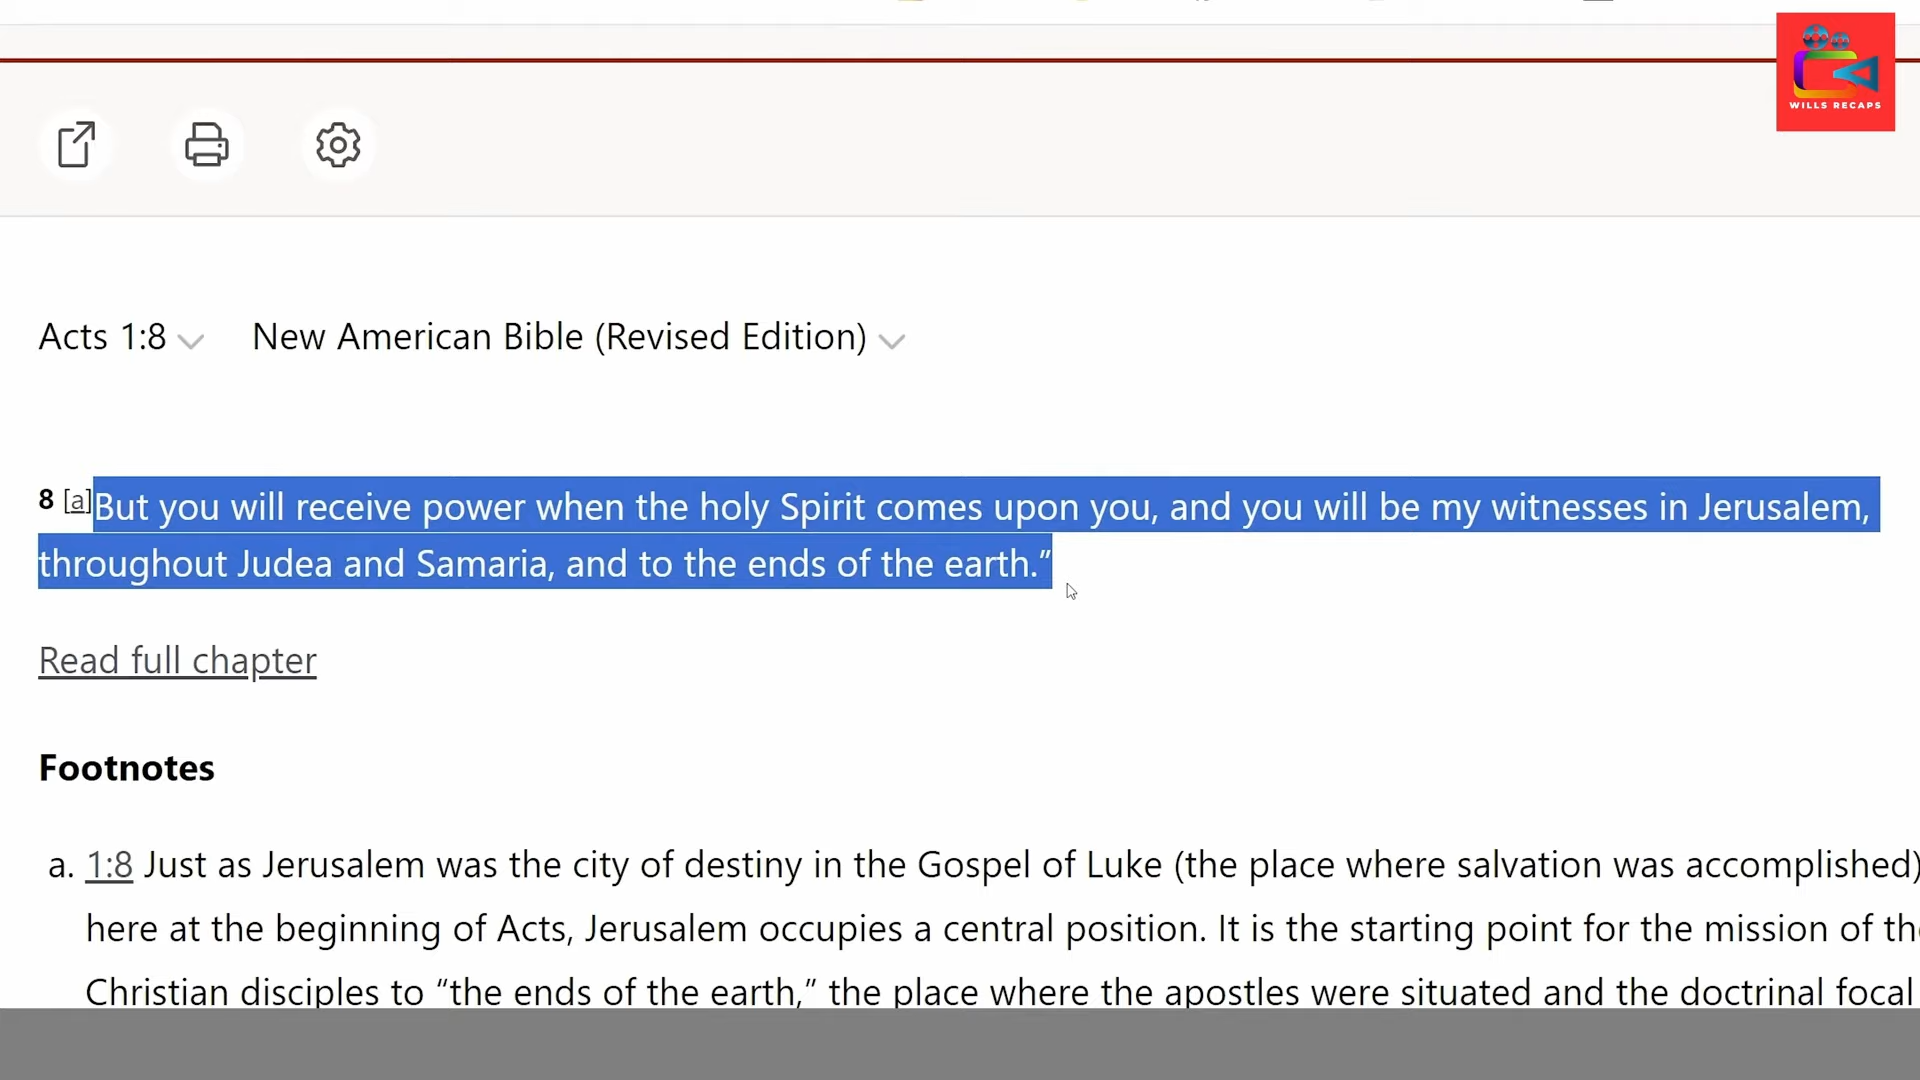 WILLS RECAPS
Acts 1:8 New American Bible (Revised Edition)
8 [a]But you will receive power when the holy Spirit comes upon you, and you will be my witnesses in Jerusalem,
throughout Judea and Samaria, and to the ends of the earth.”
Read full chapter
Footnotes
a. 1:8 Just as Jerusalem was the city of destiny in the Gospel of Luke (the place where salvation was accomplished)
here at the beginning of Acts, Jerusalem occupies a central position. It is the starting point for the mission of the
Christian disciples to “the ends of the earth,” the place where the apostles were situated and the doctrinal focal